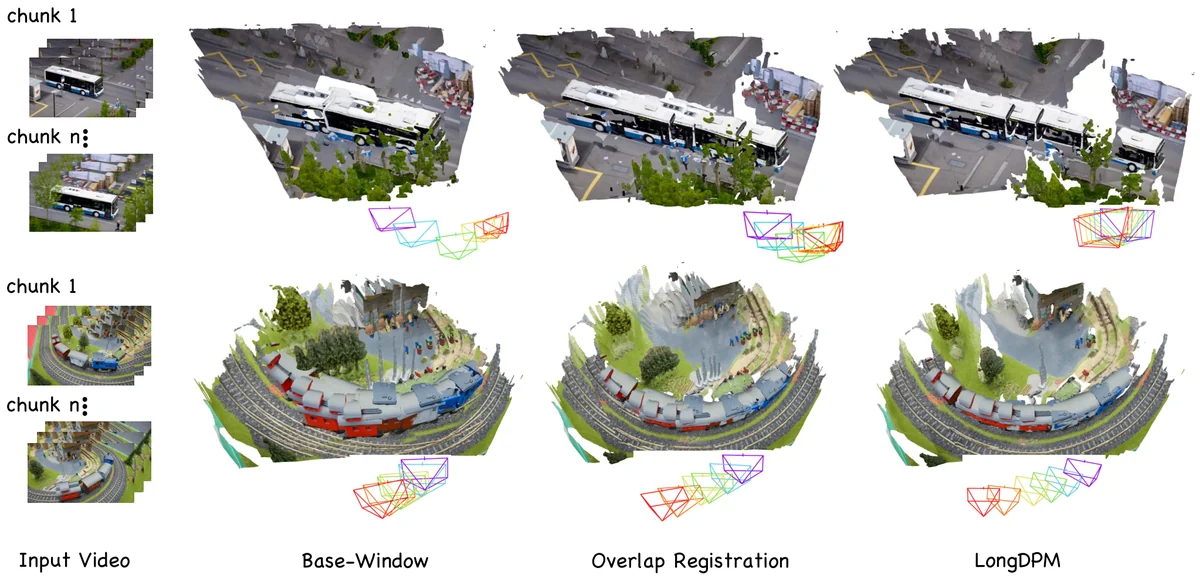 chunk 1
chunk n⋮
chunk 1
chunk n⋮
Input Video
Base-Window
Overlap Registration
LongDPM